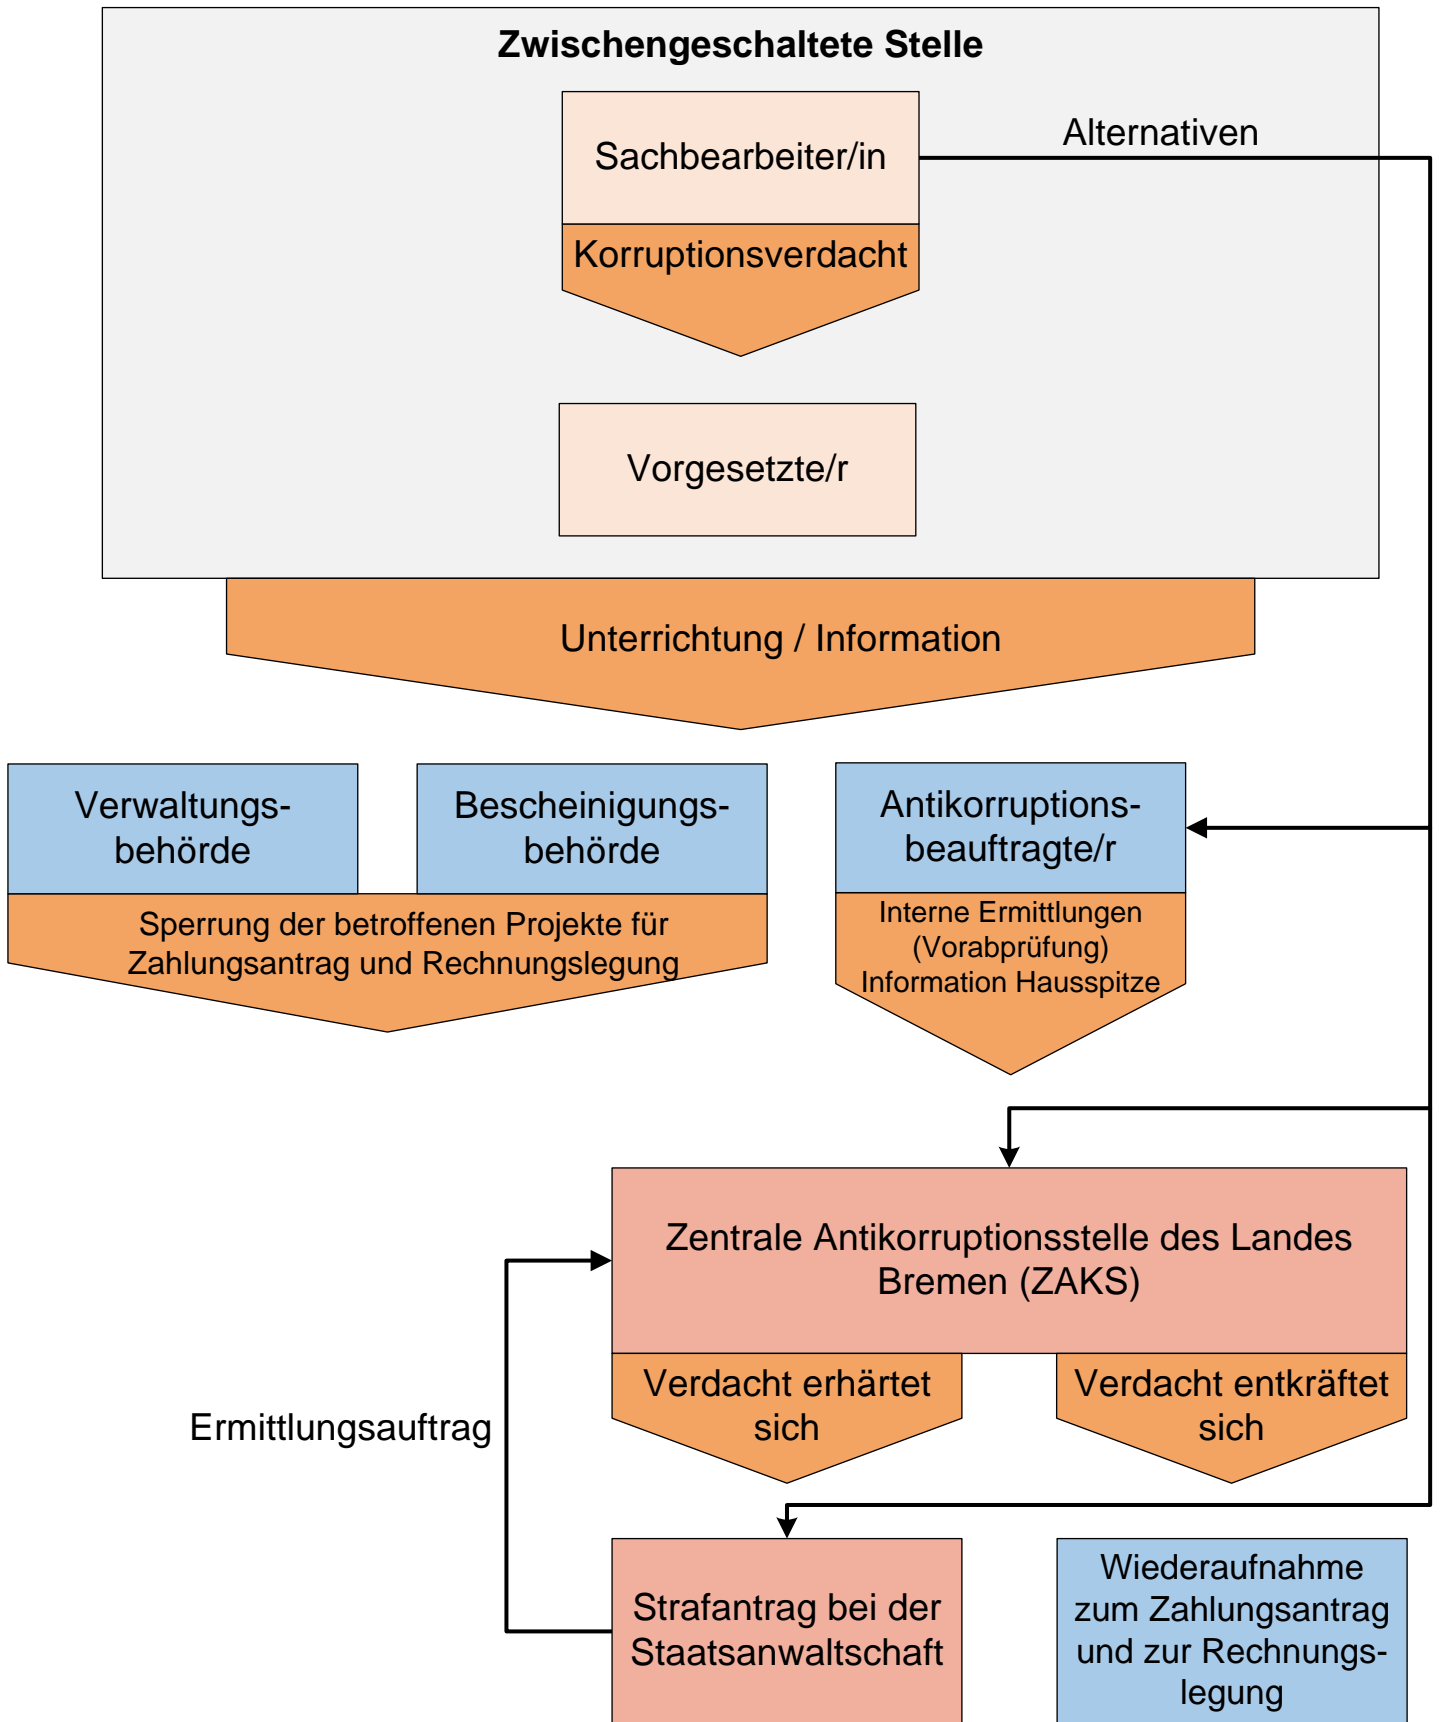 Zwischengeschaltete Stelle
Sachbearbeiter/in
Alternativen
Korruptionsverdacht
Vorgesetzte/r
Unterrichtung / Information
Verwaltungs-
behörde
Bescheinigungs-
behörde
Antikorruptions-
beauftragte/r
Sperrung der betroffenen Projekte für
Zahlungsantrag und Rechnungslegung
Interne Ermittlungen
(Vorabprüfung)
Information Hausspitze
Zentrale Antikorruptionsstelle des Landes
Bremen (ZAKS)
Verdacht erhärtet
sich
Verdacht entkräftet
sich
Ermittlungsauftrag
Strafantrag bei der
Staatsanwaltschaft
Wiederaufnahme
zum Zahlungsantrag
und zur Rechnungs-
legung